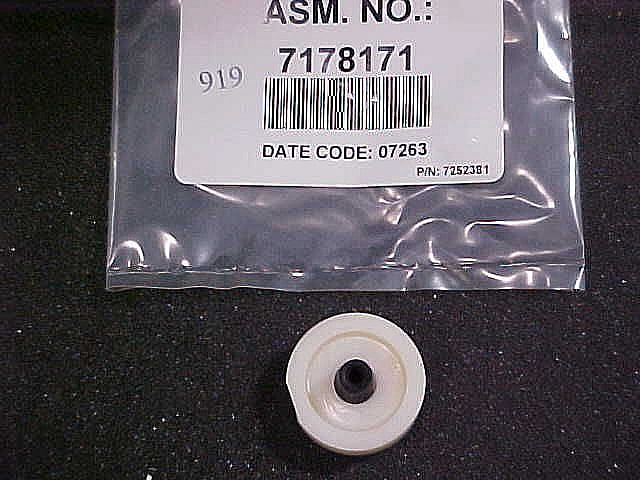 ASM. NO.:
7178171
919
DATE CODE: 07263
P/N: 7252381